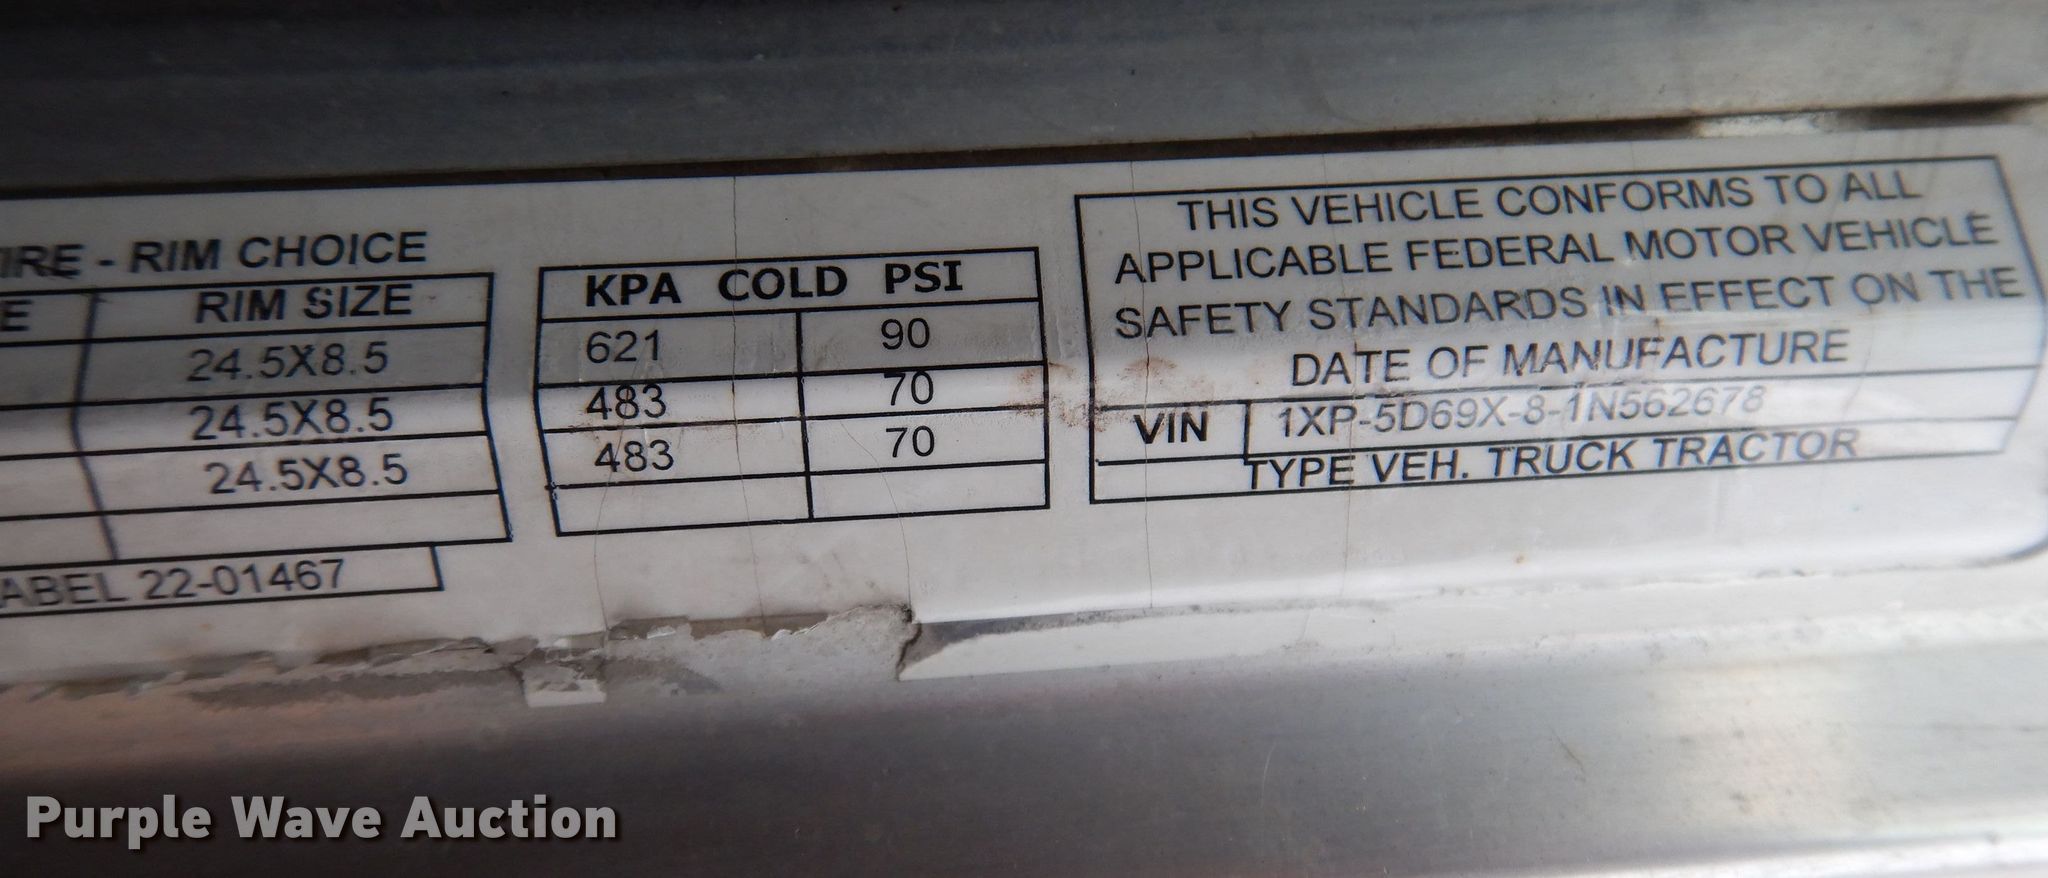 TIRE - RIM CHOICE
E RIM SIZE
24.5X8.5
24.5X8.5
24.5X8.5
LABEL 22-01467
KPA COLD PSI
621 90
483 70
483 70
THIS VEHICLE CONFORMS TO ALL
APPLICABLE FEDERAL MOTOR VEHICLE
SAFETY STANDARDS IN EFFECT ON THE
DATE OF MANUFACTURE
VIN 1XP-5D69X-8-1N562678
TYPE VEH. TRUCK TRACTOR
Purple Wave Auction